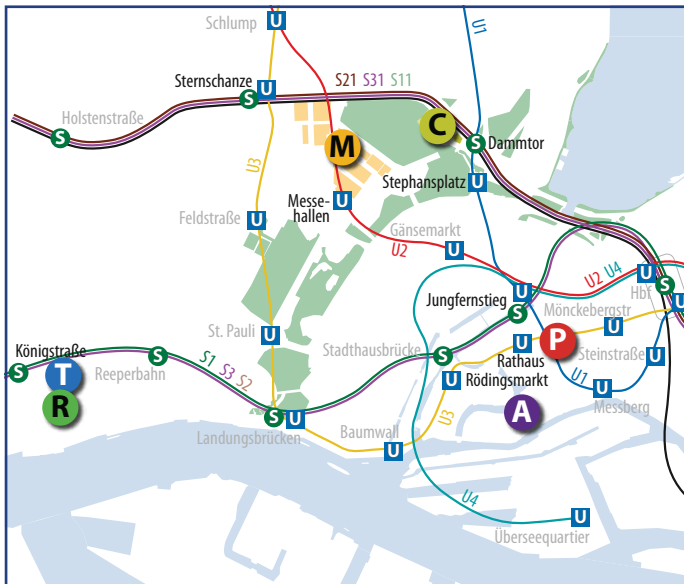 Schlump
U
U1
Sternschanze
U
S
S21 S31 S11
Holstenstraße
S
C
S
Dammtor
M
U3
Stephansplatz
U
Messe-
hallen
U
Feldstraße
U
Gänsemarkt
U
U2
U2 U4
U
Hbf
S
U
Jungfernstieg
S
Mönckebergstr
U
U
St. Pauli
U
Stadthausbrücke
S
P
U
Rathaus
Steinstraße
U
Königstraße
S
T
R
Reeperbahn
S
S1 S3 S2
U
Rödingsmarkt
U1
U
Messberg
A
U3
S
U
Landungsbrücken
Baumwall
U
U4
U
Überseequartier